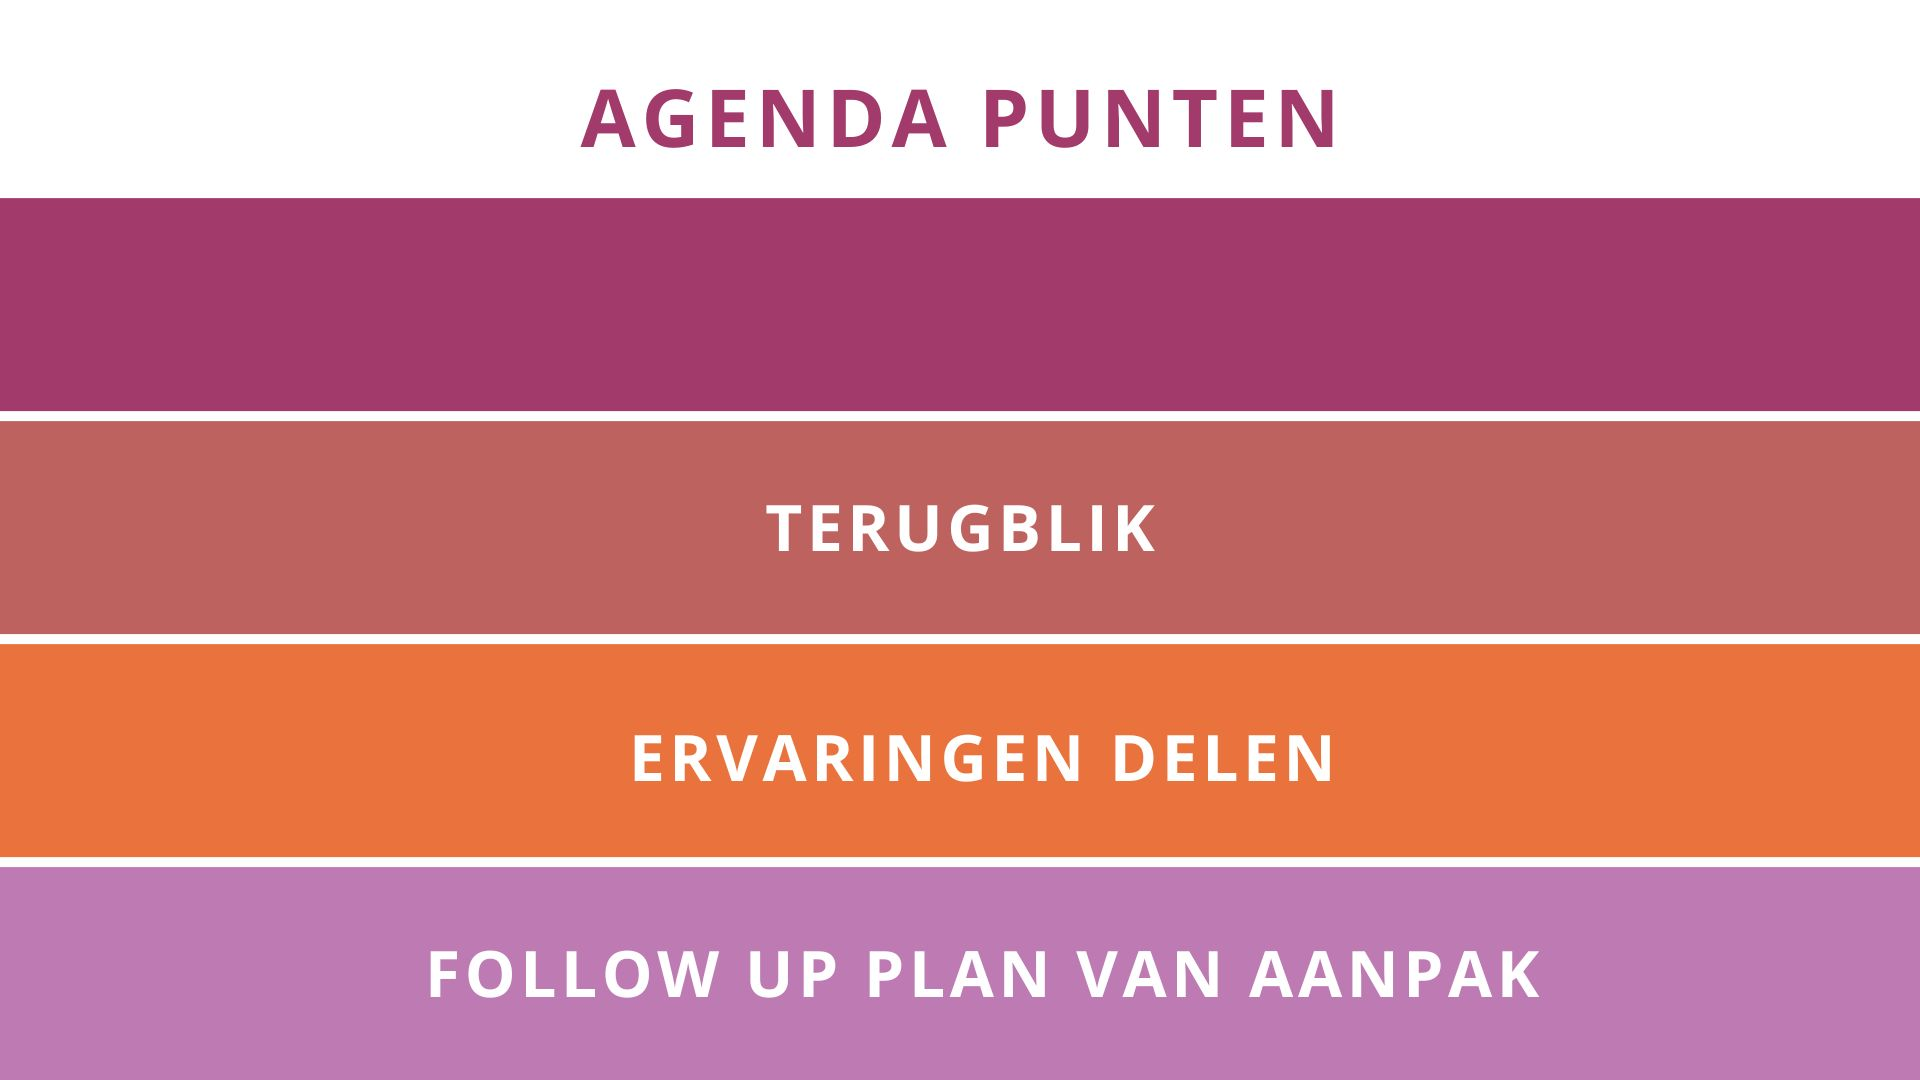 AGENDA PUNTEN
TERUGBLIK
ERVARINGEN DELEN
FOLLOW UP PLAN VAN AANPAK